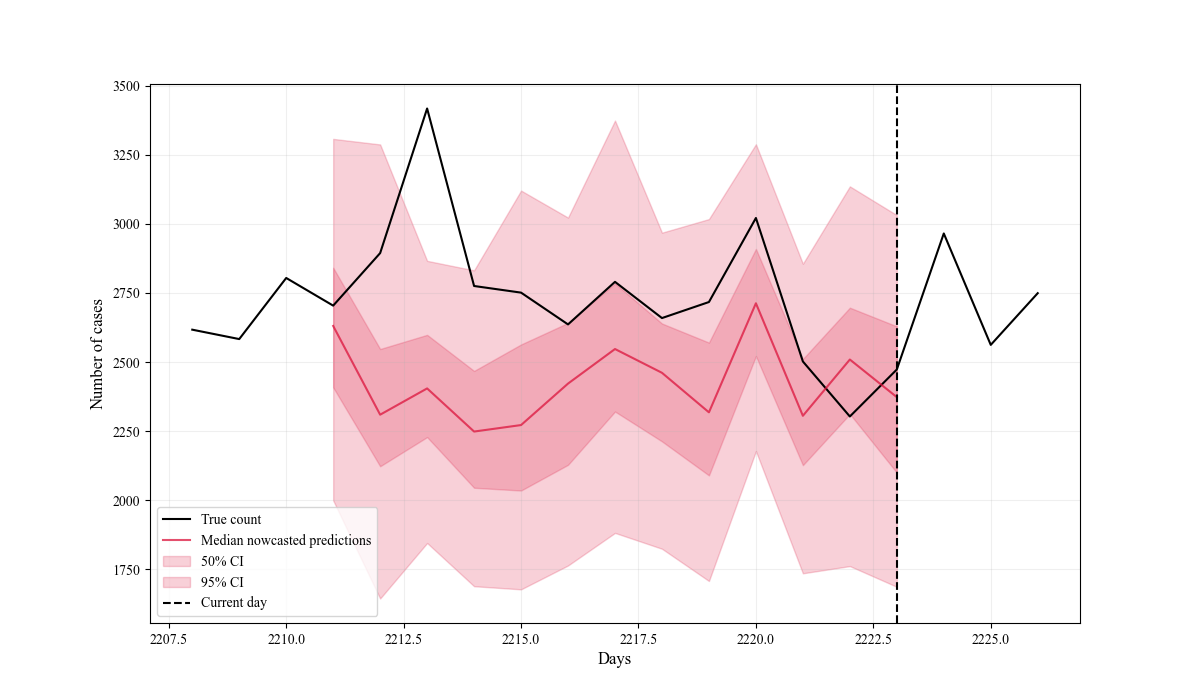 3500
3250
3000
2750
2500
2250
2000
1750
Number of cases
True count
Median nowcasted predictions
50% CI
95% CI
Current day
2207.5 2210.0 2212.5 2215.0 2217.5 2220.0 2222.5 2225.0
Days